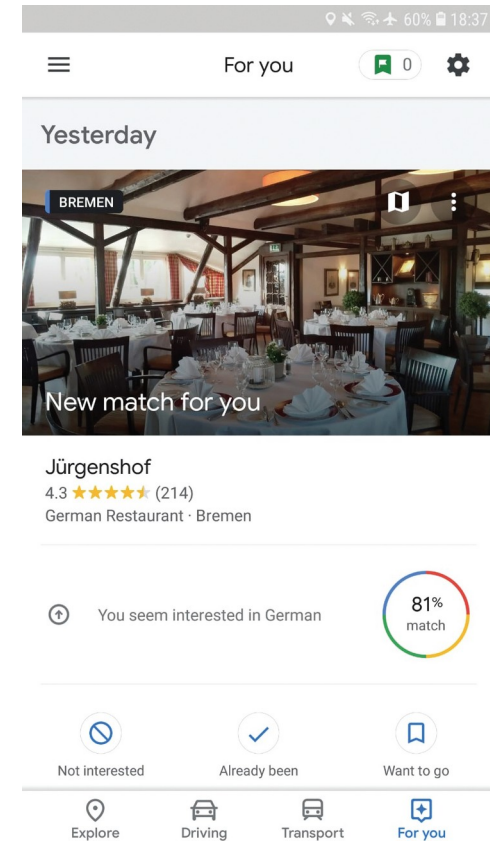 60% 18:37
For you
0
Yesterday
BREMEN
New match for you
Jürgenshof
4.3 (214)
German Restaurant · Bremen
You seem interested in German
81%
match
Not interested
Already been
Want to go
Explore
Driving
Transport
For you